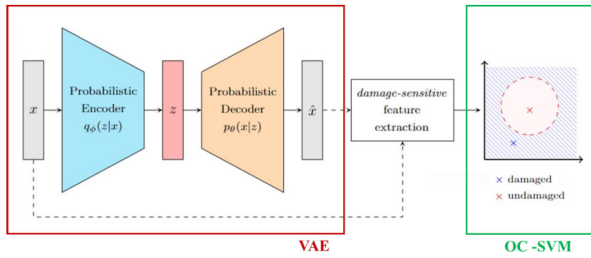 x
Probabilistic
Encoder
qϕ(z|x)
z
Probabilistic
Decoder
pθ(x|z)
x̂
damage-sensitive
feature
extraction
× damaged
× undamaged
VAE
OC -SVM